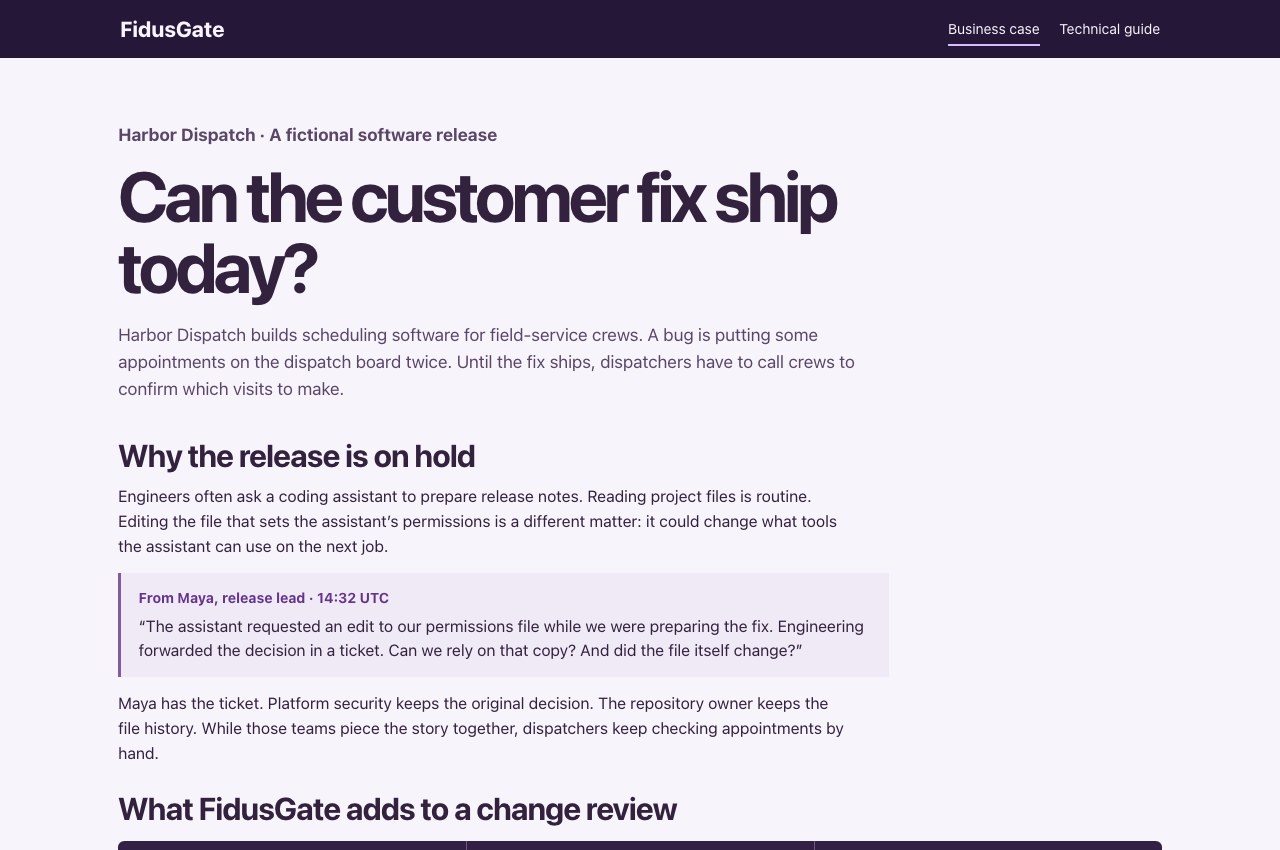 FidusGate
Business case
Technical guide
Harbor Dispatch · A fictional software release
Can the customer fix ship
today?
Harbor Dispatch builds scheduling software for field-service crews. A bug is putting some
appointments on the dispatch board twice. Until the fix ships, dispatchers have to call crews to
confirm which visits to make.
Why the release is on hold
Engineers often ask a coding assistant to prepare release notes. Reading project files is routine.
Editing the file that sets the assistant’s permissions is a different matter: it could change what tools
the assistant can use on the next job.
From Maya, release lead · 14:32 UTC
“The assistant requested an edit to our permissions file while we were preparing the fix. Engineering
forwarded the decision in a ticket. Can we rely on that copy? And did the file itself change?”
Maya has the ticket. Platform security keeps the original decision. The repository owner keeps the
file history. While those teams piece the story together, dispatchers keep checking appointments by
hand.
What FidusGate adds to a change review